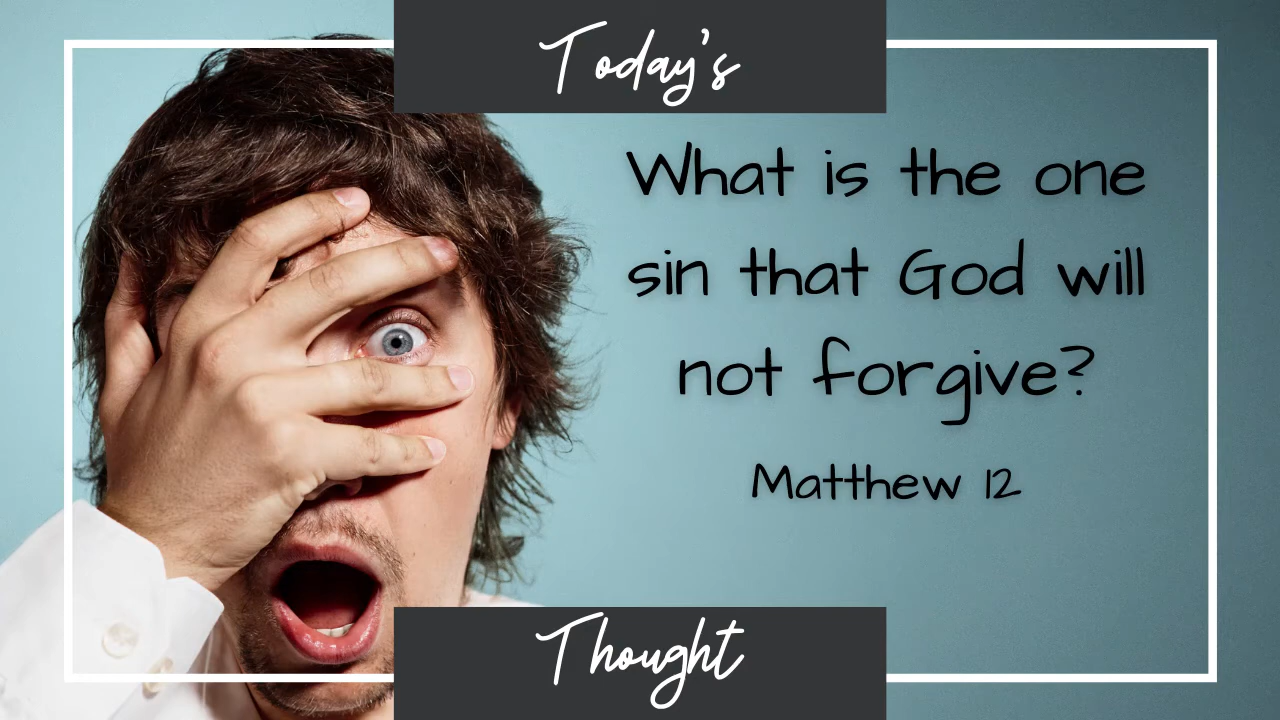 Today's
What is the one
sin that God will
not forgive?
Matthew 12
Thought